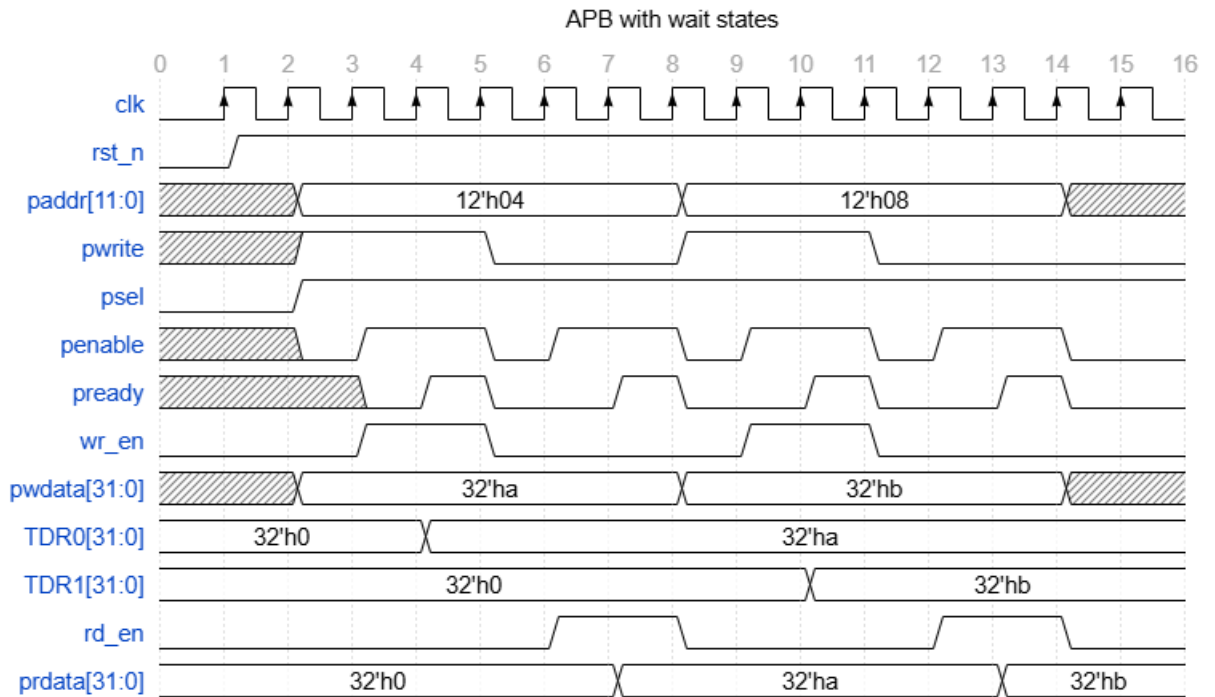 APB with wait states
0 1 2 3 4 5 6 7 8 9 10 11 12 13 14 15 16
clk
rst_n
paddr[11:0] 12'h04 12'h08
pwrite
psel
penable
pready
wr_en
pwdata[31:0] 32'ha 32'hb
TDR0[31:0] 32'h0 32'ha
TDR1[31:0] 32'h0 32'hb
rd_en
prdata[31:0] 32'h0 32'ha 32'hb